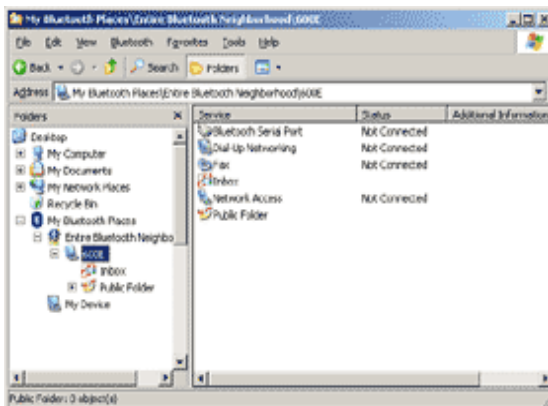 My Bluetooth Places\Entire Bluetooth Neighborhood\600E
File Edit View Bluetooth Favorites Tools Help
Back Search Folders
Address My Bluetooth Places\Entire Bluetooth Neighborhood\600E
Folders
Service Status Additional Information
Desktop
My Computer
My Documents
My Network Places
Recycle Bin
My Bluetooth Places
Entire Bluetooth Neighbo
600E
Inbox
Public Folder
My Device
Bluetooth Serial Port Not Connected
Dial-Up Networking Not Connected
Fax Not Connected
Inbox
Network Access Not Connected
Public Folder
Public Folder: 0 object(s)